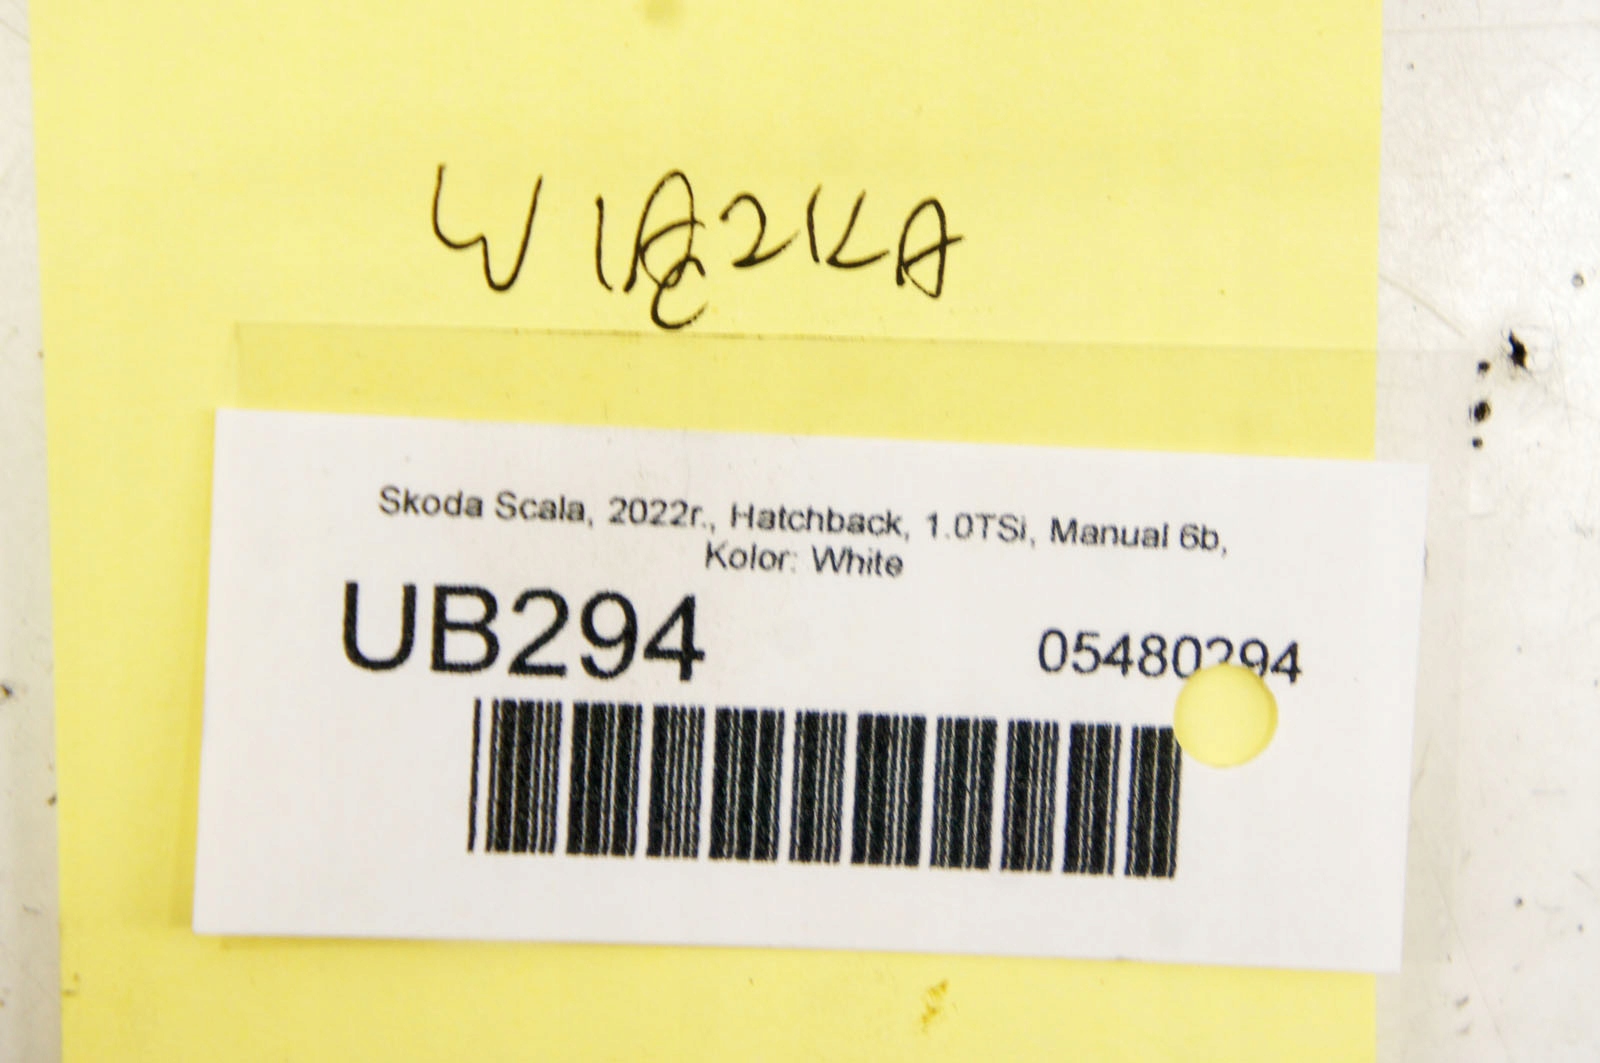 WIĄZKA
Skoda Scala, 2022r., Hatchback, 1.0TSi, Manual 6b,
Kolor: White
UB294 05480294